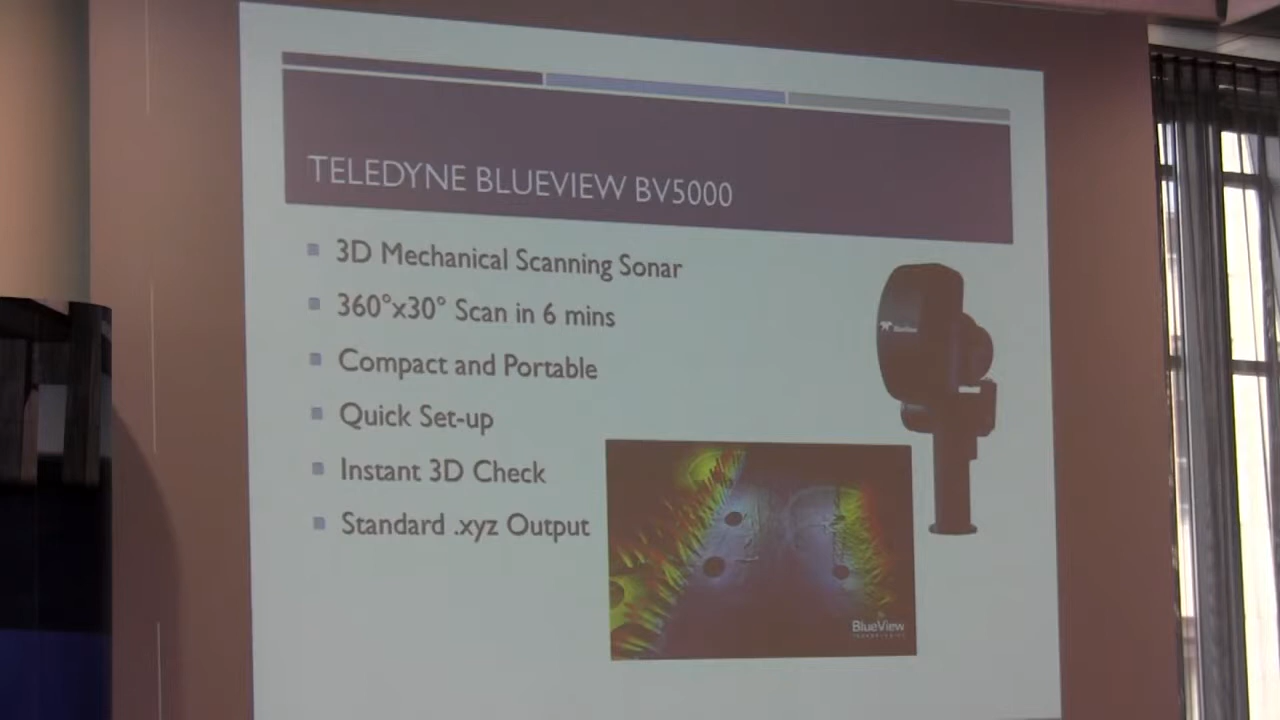 TELEDYNE BLUEVIEW BV5000
3D Mechanical Scanning Sonar
360°x30° Scan in 6 mins
Compact and Portable
Quick Set-up
Instant 3D Check
Standard .xyz Output
BlueView
BlueView